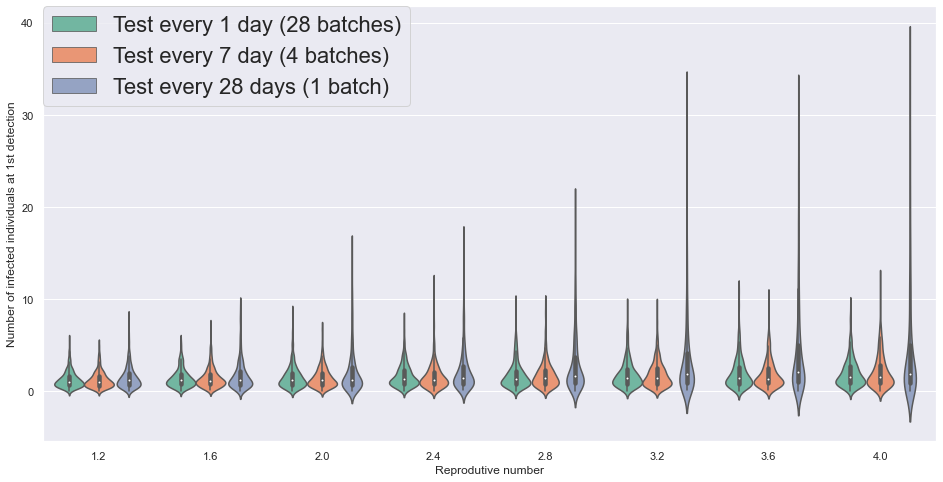 Test every 1 day (28 batches)
Test every 7 day (4 batches)
Test every 28 days (1 batch)
Number of infected individuals at 1st detection
40
30
20
10
0
1.2 1.6 2.0 2.4 2.8 3.2 3.6 4.0
Reprodutive number